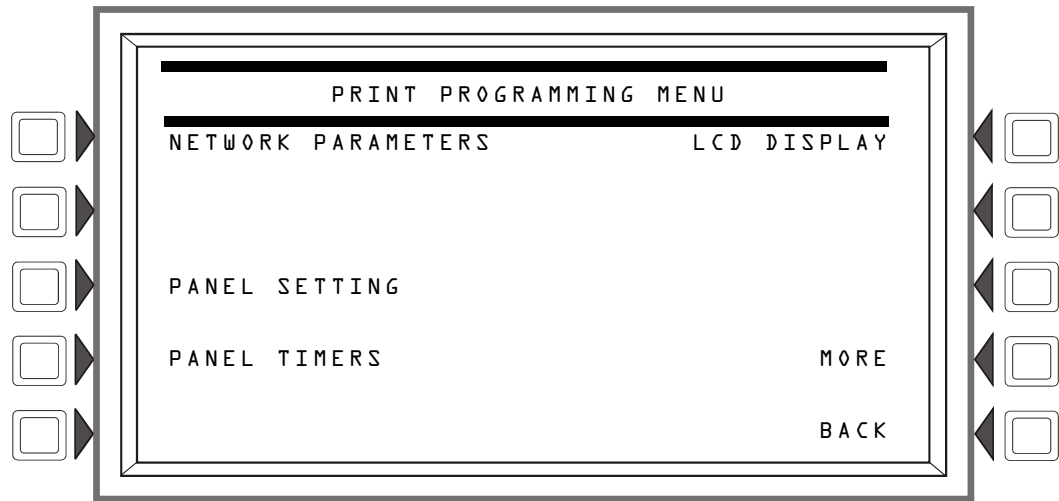 PRINT PROGRAMMING MENU
NETWORK PARAMETERS LCD DISPLAY
PANEL SETTING
PANEL TIMERS MORE
BACK